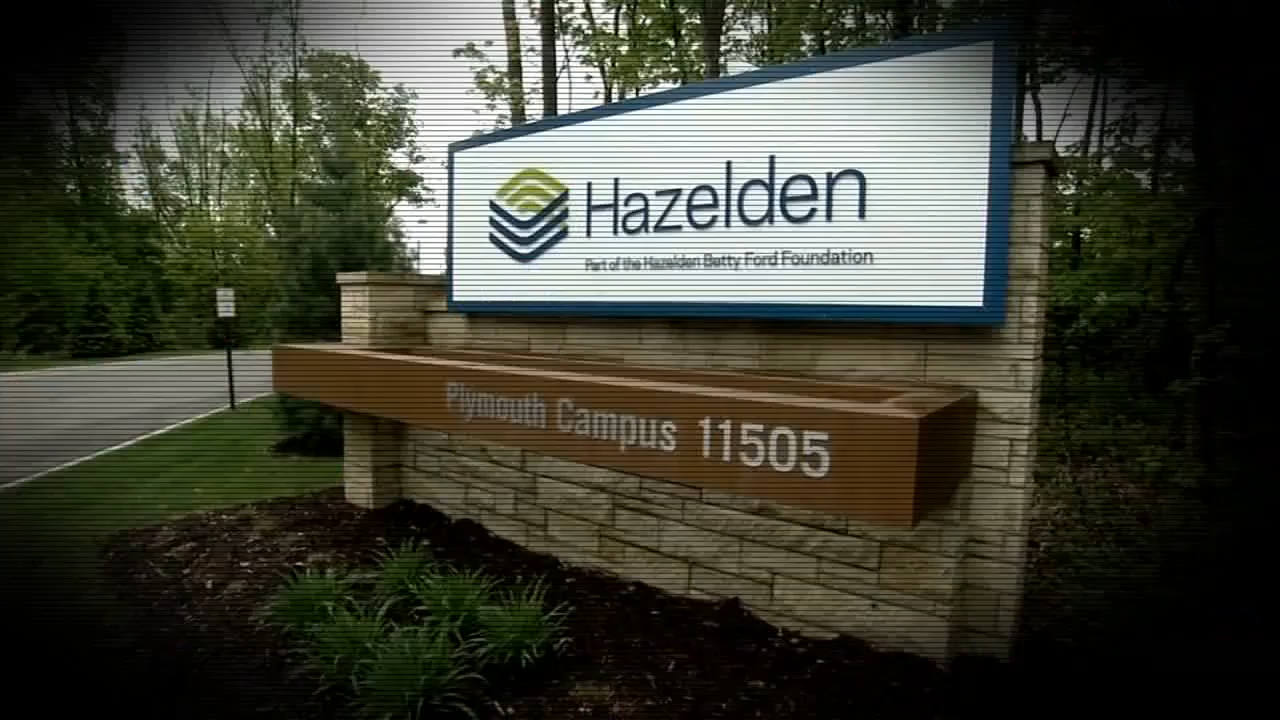 Hazelden
Part of the Hazelden Betty Ford Foundation
Plymouth Campus 11505